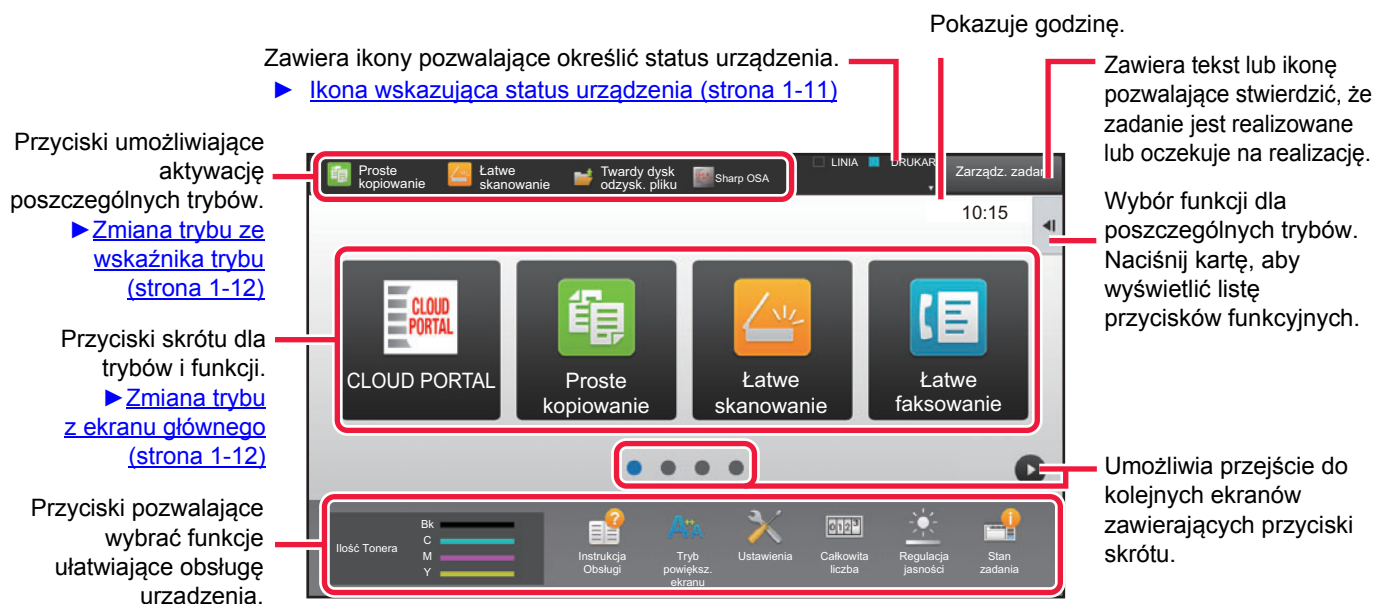 Pokazuje godzinę.
Zawiera ikony pozwalające określić status urządzenia.
► Ikona wskazująca status urządzenia (strona 1-11)
Zawiera tekst lub ikonę
pozwalające stwierdzić, że
zadanie jest realizowane
lub oczekuje na realizację.
Przyciski umożliwiające
aktywację
poszczególnych trybów.
►Zmiana trybu ze
wskaźnika trybu
(strona 1-12)
Proste
kopiowanie
Łatwe
skanowanie
Twardy dysk
odzysk. pliku
Sharp OSA
LINIA
DRUKAR
Zarządz. zadań
10:15
Wybór funkcji dla
poszczególnych trybów.
Naciśnij kartę, aby
wyświetlić listę
przycisków funkcyjnych.
Przyciski skrótu dla
trybów i funkcji.
►Zmiana trybu
z ekranu głównego
(strona 1-12)
CLOUD
PORTAL
CLOUD PORTAL
Proste
kopiowanie
Łatwe
skanowanie
Łatwe
faksowanie
Umożliwia przejście do
kolejnych ekranów
zawierających przyciski
skrótu.
Przyciski pozwalające
wybrać funkcje
ułatwiające obsługę
urządzenia.
Ilość Tonera
Bk
C
M
Y
Instrukcja
Obsługi
Tryb
powiększ.
ekranu
Ustawienia
Całkowita
liczba
Regulacja
jasności
Stan
zadania